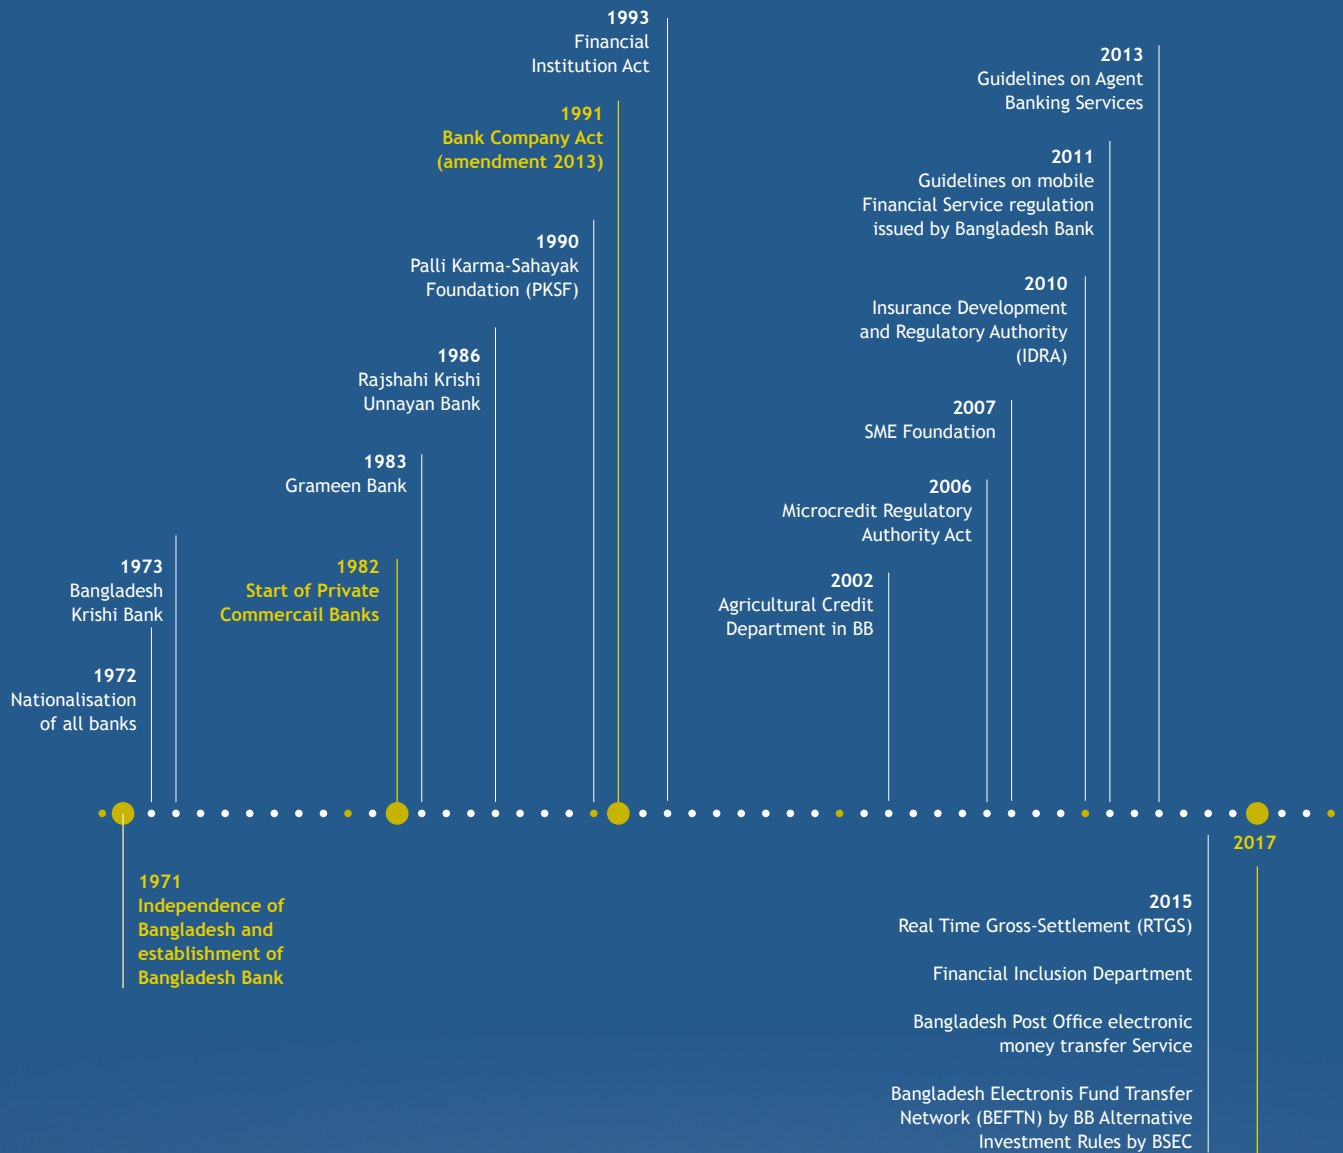 1993
Financial
Institution Act
1991
Bank Company Act
(amendment 2013)
1990
Palli Karma-Sahayak
Foundation (PKSF)
1986
Rajshahi Krishi
Unnayan Bank
1983
Grameen Bank
1982
Start of Private
Commercail Banks
1973
Bangladesh
Krishi Bank
1972
Nationalisation
of all banks
1971
Independence of
Bangladesh and
establishment of
Bangladesh Bank
2013
Guidelines on Agent
Banking Services
2011
Guidelines on mobile
Financial Service regulation
issued by Bangladesh Bank
2010
Insurance Development
and Regulatory Authority
(IDRA)
2007
SME Foundation
2006
Microcredit Regulatory
Authority Act
2002
Agricultural Credit
Department in BB
2017
2015
Real Time Gross-Settlement (RTGS)
Financial Inclusion Department
Bangladesh Post Office electronic
money transfer Service
Bangladesh Electronis Fund Transfer
Network (BEFTN) by BB Alternative
Investment Rules by BSEC